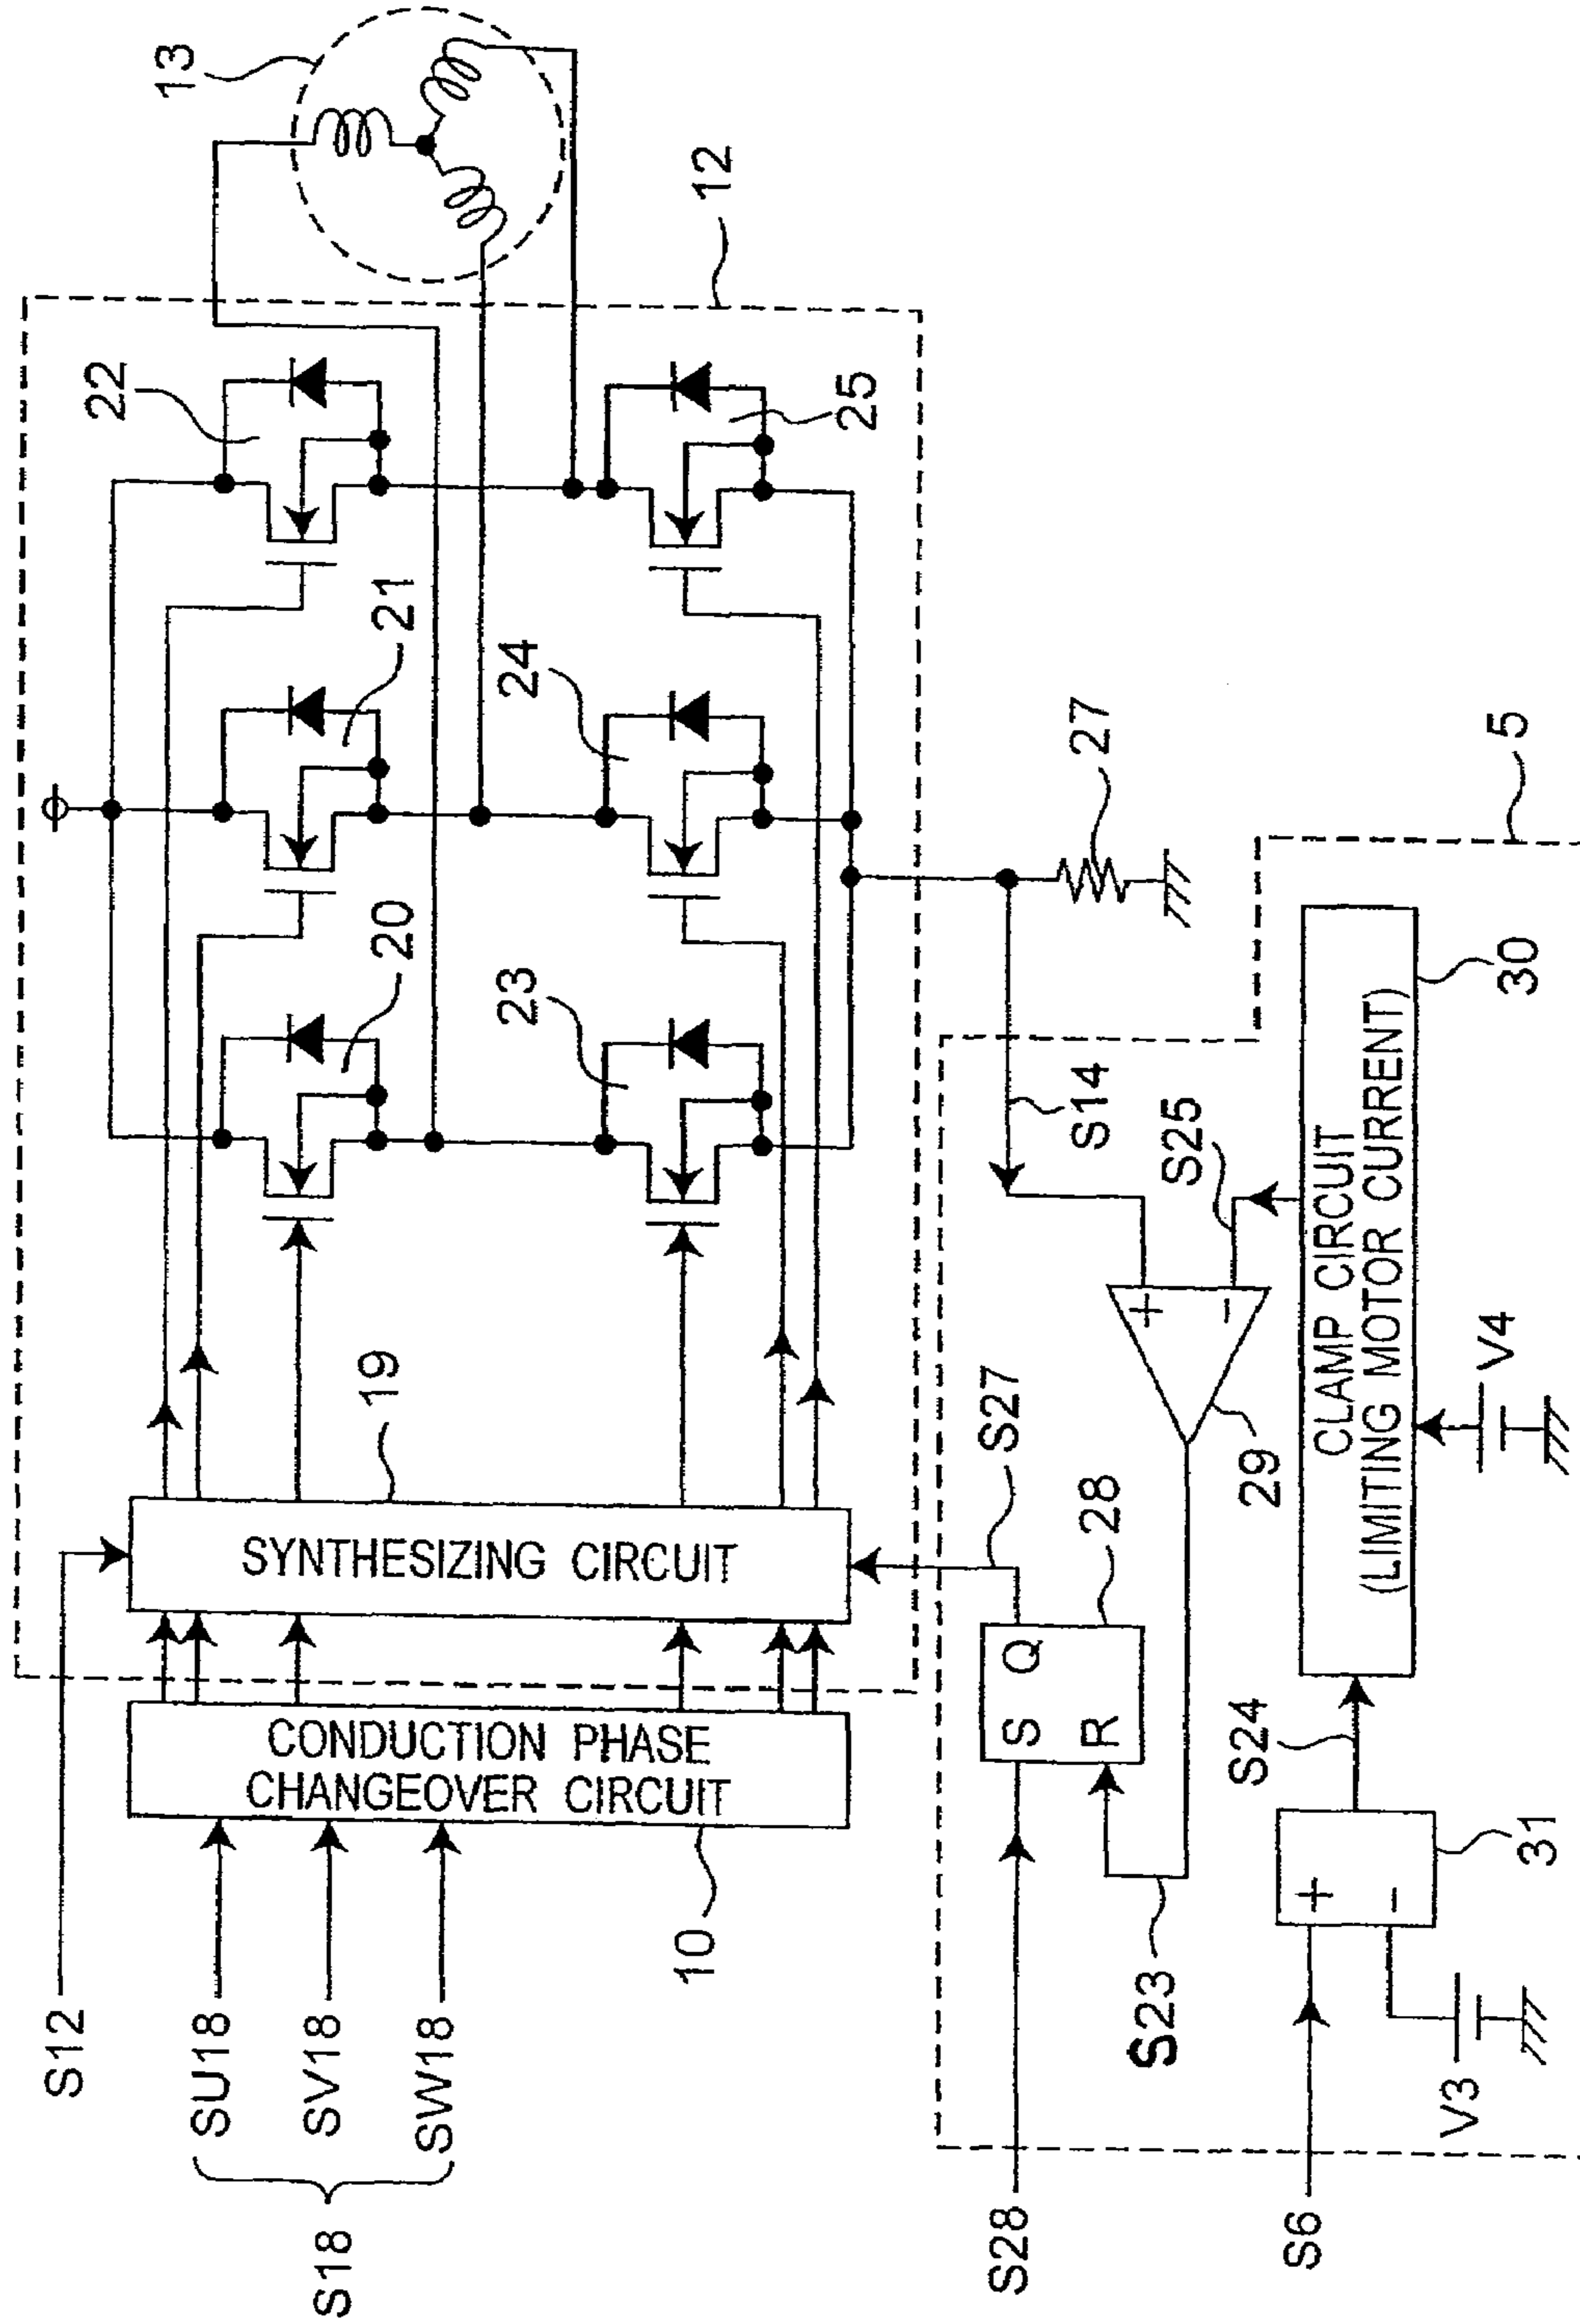 S12
SU18
SV18
SW18
S18
10
CONDUCTION PHASE
CHANGEOVER CIRCUIT
SYNTHESIZING CIRCUIT
19
20
21
22
23
24
25
12
13
S28
S
Q
R
28
S27
S23
29
+
-
S14
S25
27
5
S6
+
-
31
V3
S24
CLAMP CIRCUIT
(LIMITING MOTOR CURRENT)
30
V4